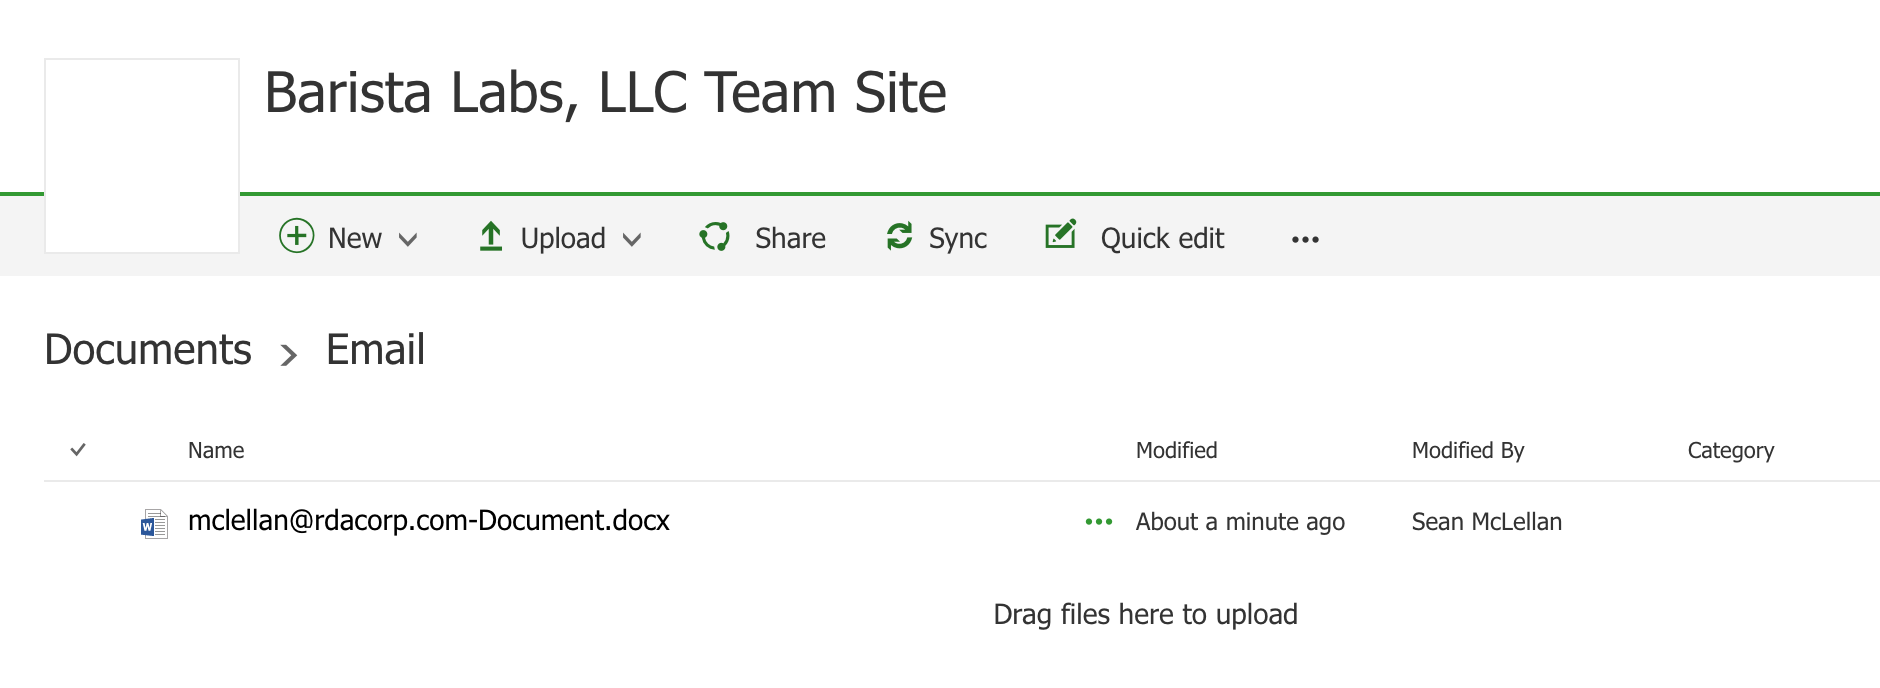 Barista Labs, LLC Team Site
New Upload Share Sync Quick edit ...
Documents > Email
Name Modified Modified By Category
mclellan@rdacorp.com-Document.docx ... About a minute ago Sean McLellan
Drag files here to upload